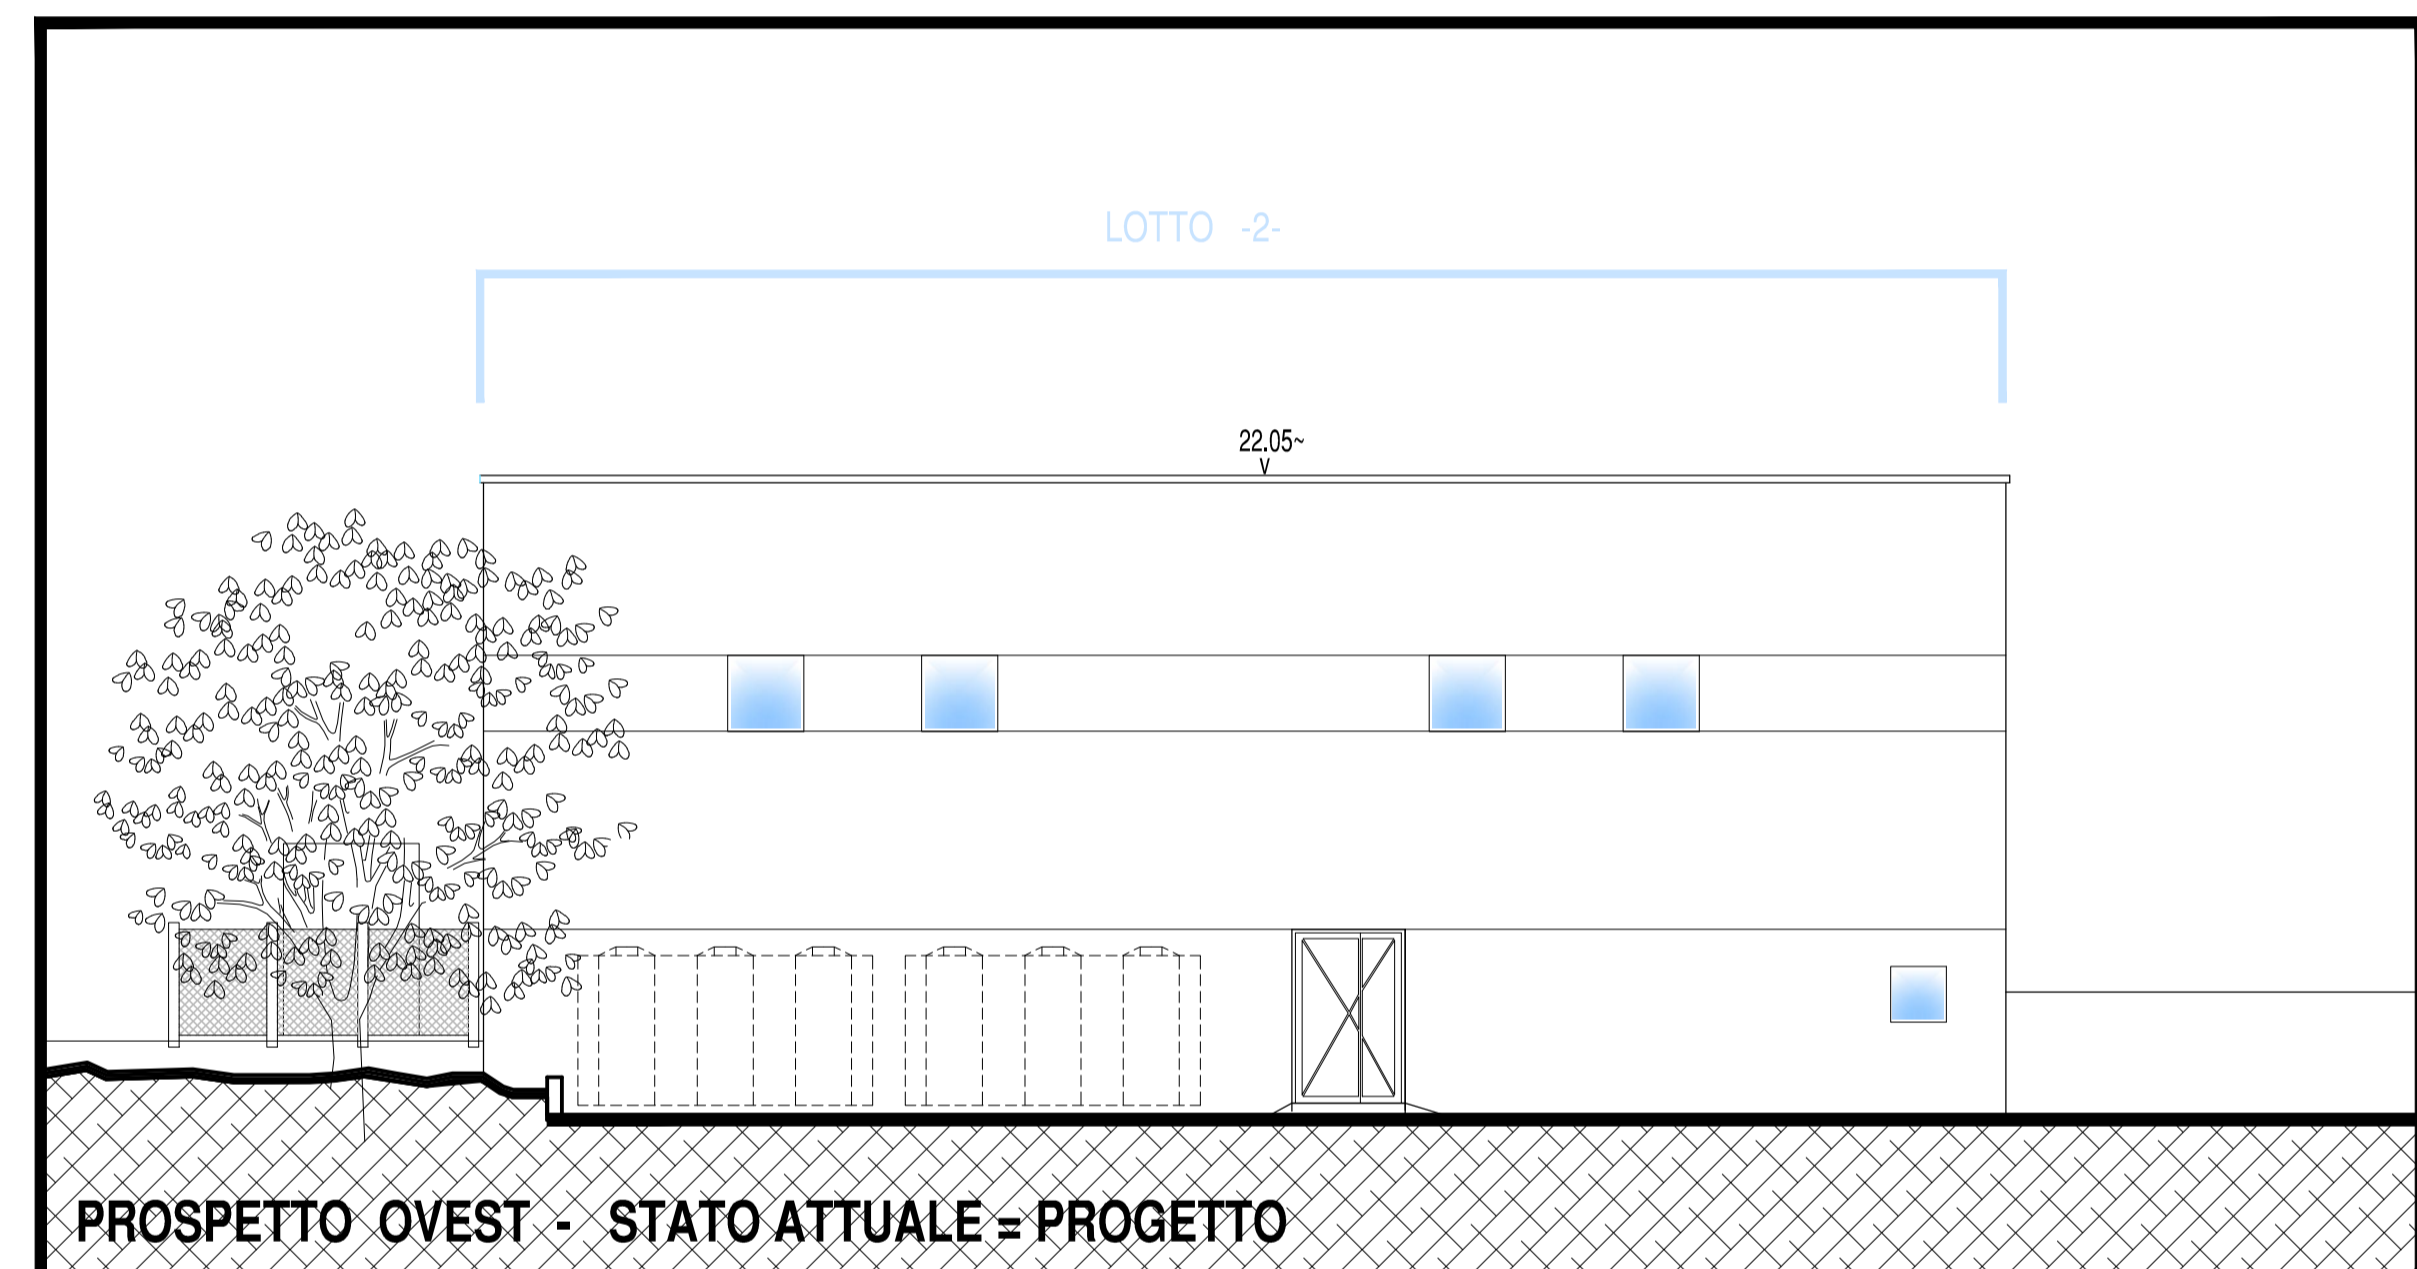 LOTTO -2-
22.05~
PROSPETTO OVEST - STATO ATTUALE = PROGETTO